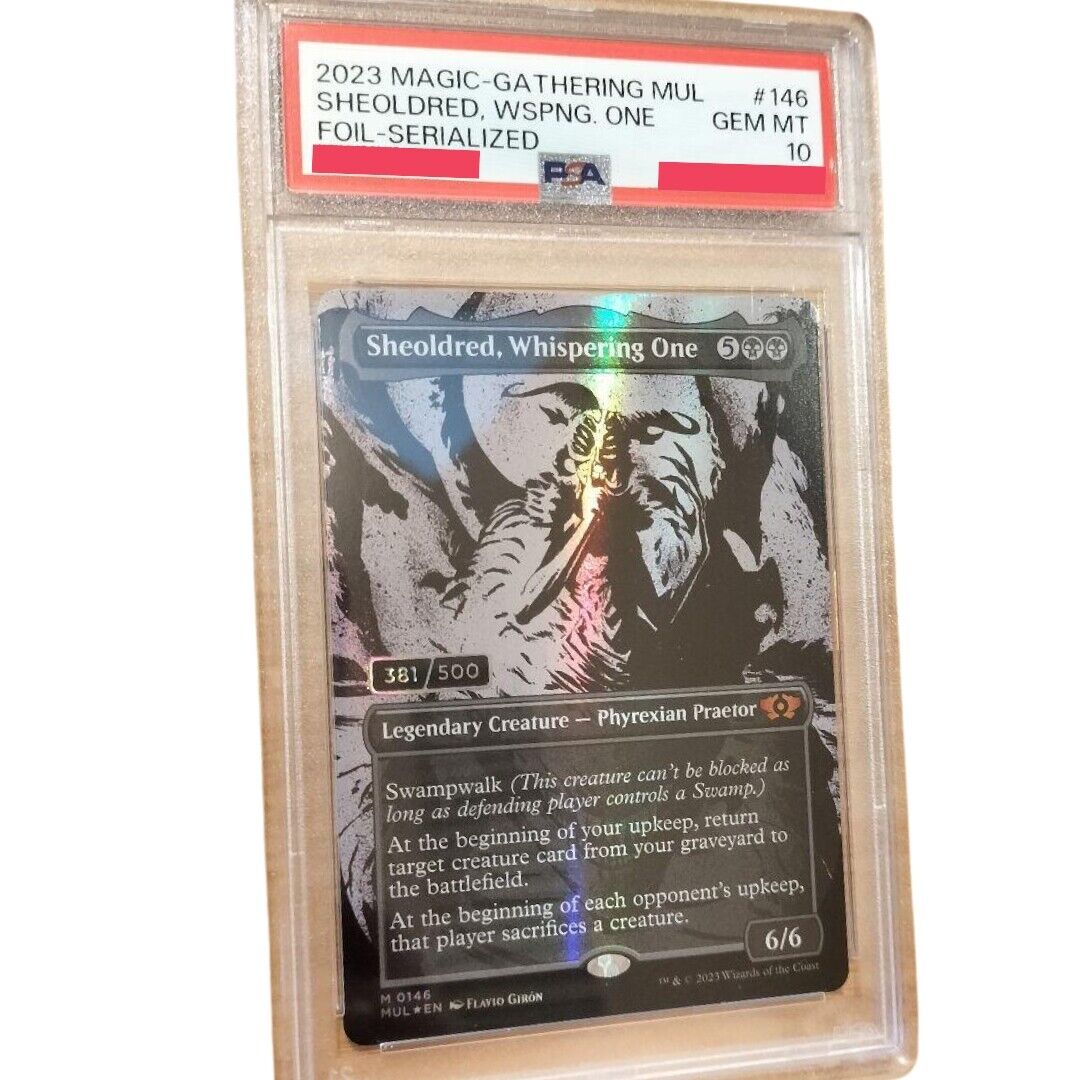 2023 MAGIC-GATHERING MUL #146
SHEOLDRED, WSPNG. ONE GEM MT
FOIL-SERIALIZED 10
PSA
Sheoldred, Whispering One 5
381/500
Legendary Creature — Phyrexian Praetor
Swampwalk (This creature can't be blocked as
long as defending player controls a Swamp.)
At the beginning of your upkeep, return
target creature card from your graveyard to
the battlefield.
At the beginning of each opponent's upkeep,
that player sacrifices a creature.
6/6
M 0146
MUL★EN FLAVIO GIRÓN
™ & © 2023 Wizards of the Coast